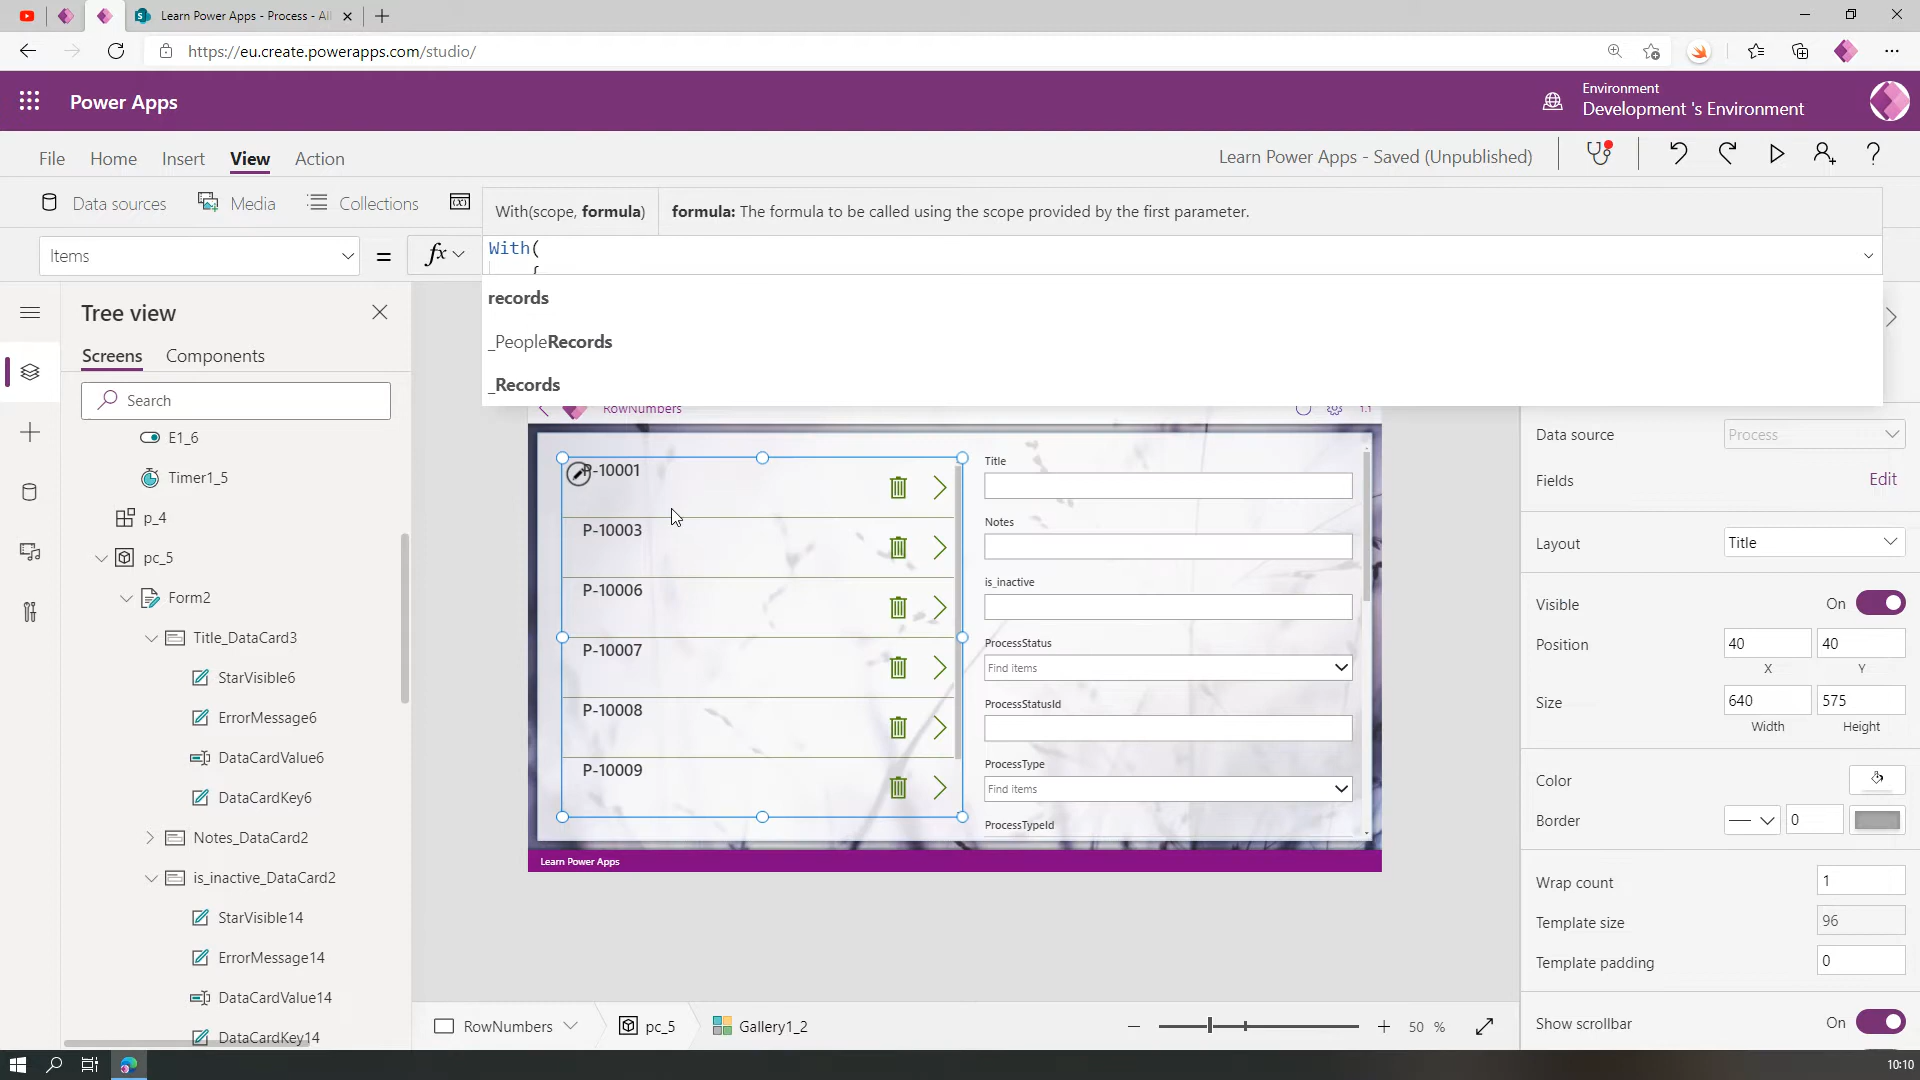 Learn Power Apps - Process - All
https://eu.create.powerapps.com/studio/
Power Apps
Environment
Development 's Environment
File
Home
Insert
View
Action
Learn Power Apps - Saved (Unpublished)
Data sources
Media
Collections
With(scope, formula)
formula: The formula to be called using the scope provided by the first parameter.
Items
=
fx
With(
{
records
_PeopleRecords
_Records
Tree view
Screens
Components
Search
E1_6
Timer1_5
p_4
pc_5
Form2
Title_DataCard3
StarVisible6
ErrorMessage6
DataCardValue6
DataCardKey6
Notes_DataCard2
is_inactive_DataCard2
StarVisible14
ErrorMessage14
DataCardValue14
DataCardKey14
RowNumbers
1.1
P-10001
P-10003
P-10006
P-10007
P-10008
P-10009
Title
Notes
is_inactive
ProcessStatus
Find items
ProcessStatusId
ProcessType
Find items
ProcessTypeId
Learn Power Apps
Data source
Process
Fields
Edit
Layout
Title
Visible
On
Position
40
40
X
Y
Size
640
575
Width
Height
Color
Border
0
Wrap count
1
Template size
96
Template padding
0
Show scrollbar
On
RowNumbers
pc_5
Gallery1_2
50 %
10:10